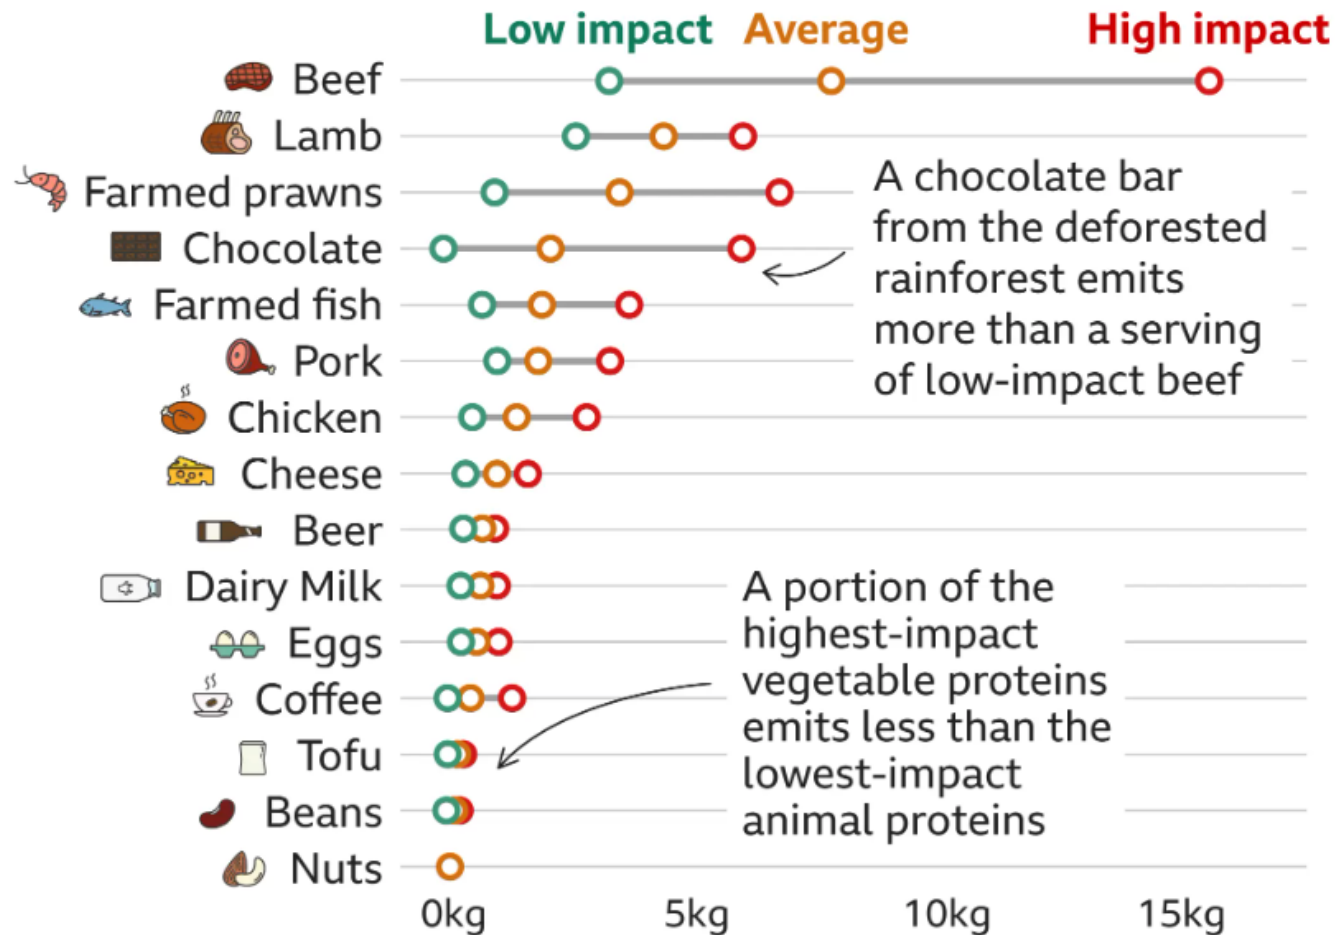 Low impact Average High impact
Beef
Lamb
Farmed prawns
Chocolate
Farmed fish
Pork
Chicken
Cheese
Beer
Dairy Milk
Eggs
Coffee
Tofu
Beans
Nuts
A chocolate bar
from the deforested
rainforest emits
more than a serving
of low-impact beef
A portion of the
highest-impact
vegetable proteins
emits less than the
lowest-impact
animal proteins
0kg 5kg 10kg 15kg